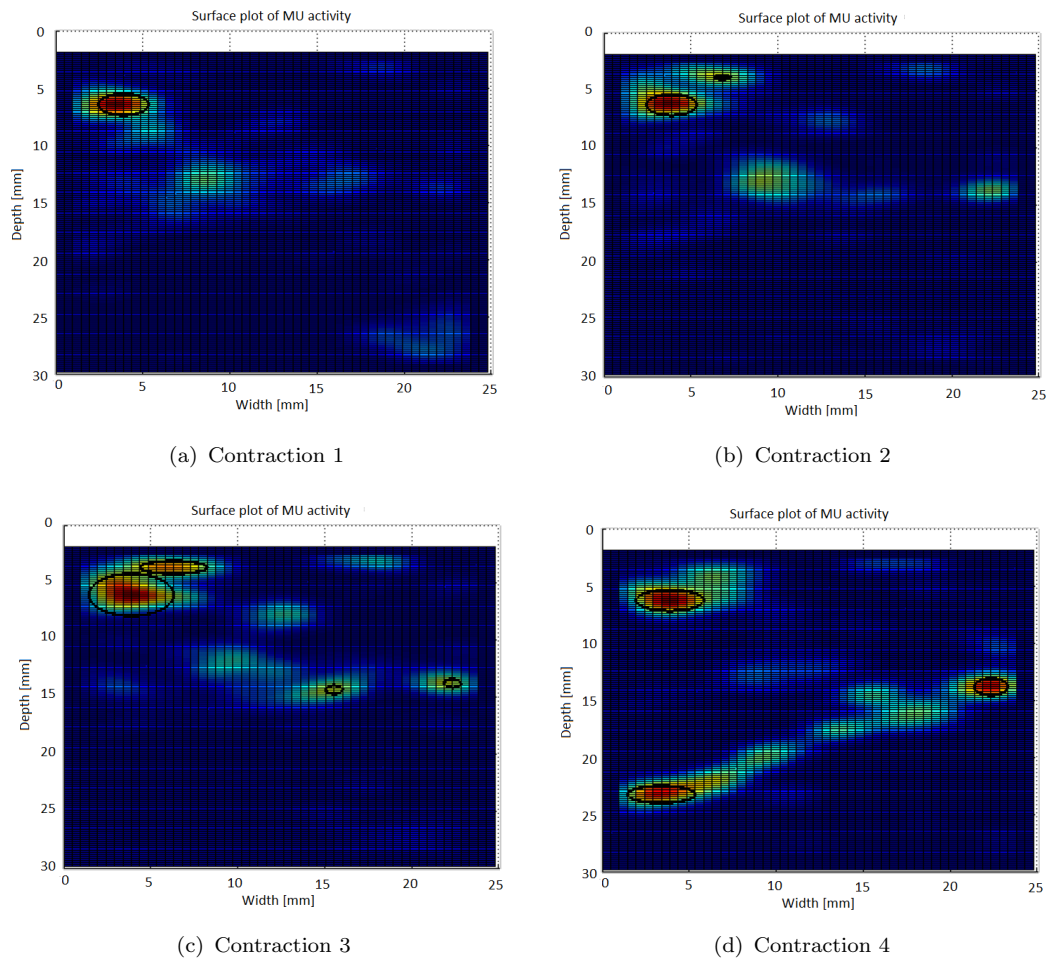 Surface plot of MU activity
0
5
10
15
20
25
30
Depth [mm]
0 5 10 15 20 25
Width [mm]
(a) Contraction 1
Surface plot of MU activity
0
5
10
15
20
25
30
Depth [mm]
0 5 10 15 20 25
Width [mm]
(b) Contraction 2
Surface plot of MU activity
0
5
10
15
20
25
30
Depth [mm]
0 5 10 15 20 25
Width [mm]
(c) Contraction 3
Surface plot of MU activity
0
5
10
15
20
25
30
Depth [mm]
0 5 10 15 20 25
Width [mm]
(d) Contraction 4